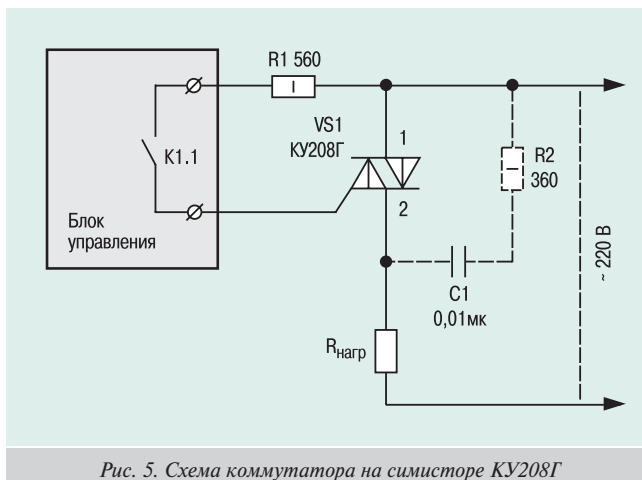 R1 560
VS1
КУ208Г
1
2
K1.1
R2
360
Блок
управления
C1
0,01мк
~ 220 В
Rнагр
Рис. 5. Схема коммутатора на симисторе КУ208Г